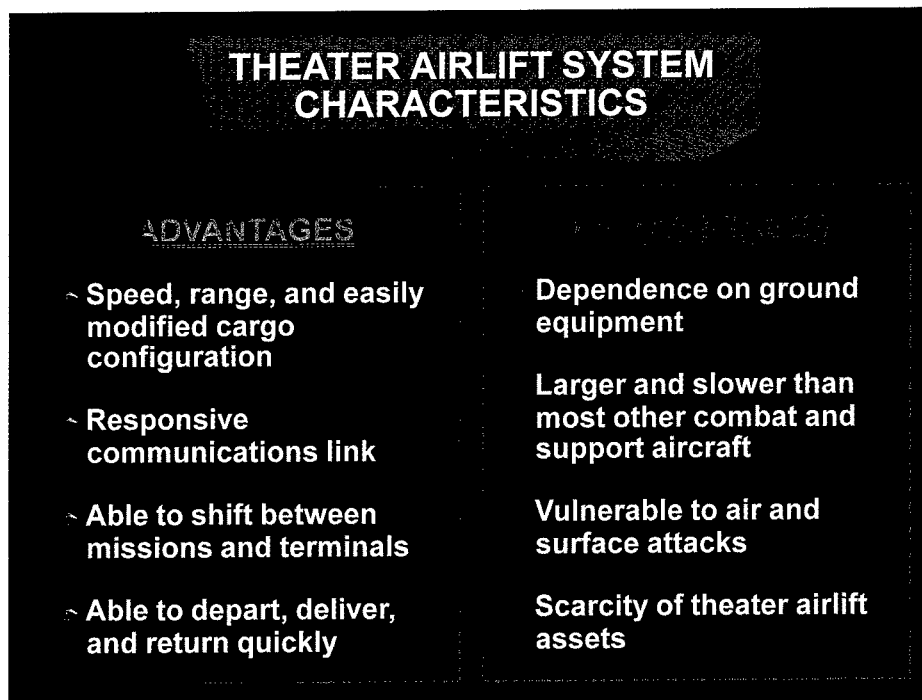 THEATER AIRLIFT SYSTEM
CHARACTERISTICS
ADVANTAGES
~ Speed, range, and easily
modified cargo
configuration
~ Responsive
communications link
~ Able to shift between
missions and terminals
~ Able to depart, deliver,
and return quickly
Dependence on ground
equipment
Larger and slower than
most other combat and
support aircraft
Vulnerable to air and
surface attacks
Scarcity of theater airlift
assets